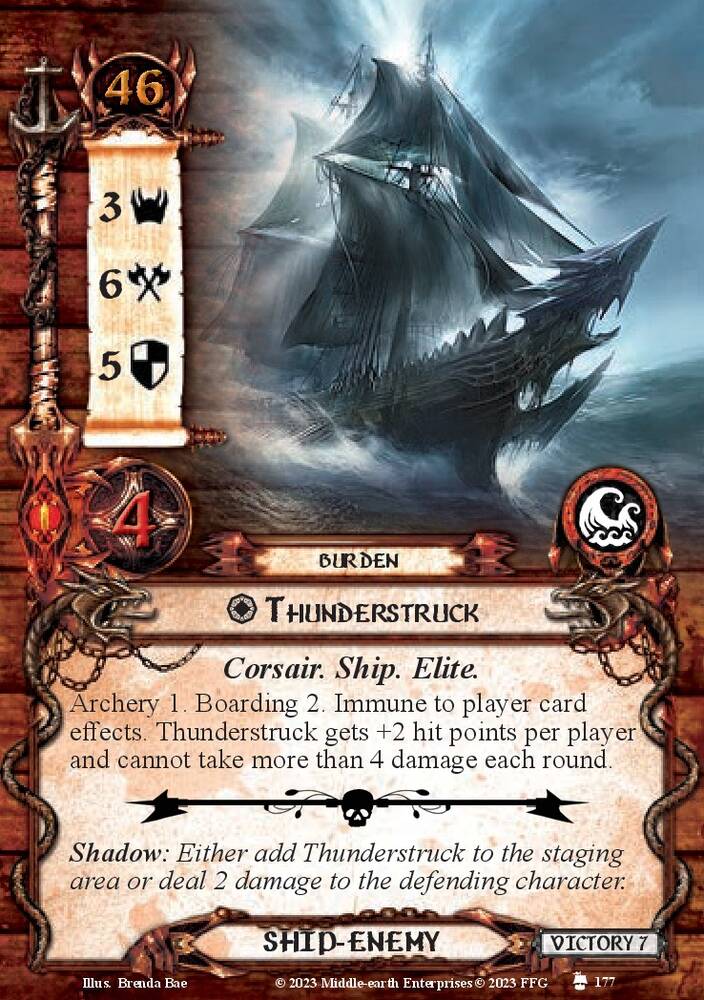 46
3
6
5
4
BURDEN
THUNDERSTRUCK
Corsair. Ship. Elite.
Archery 1. Boarding 2. Immune to player card
effects. Thunderstruck gets +2 hit points per player
and cannot take more than 4 damage each round.
Shadow: Either add Thunderstruck to the staging
area or deal 2 damage to the defending character.
SHIP-ENEMY
VICTORY 7
Illus. Brenda Bae
© 2023 Middle-earth Enterprises © 2023 FFG
177